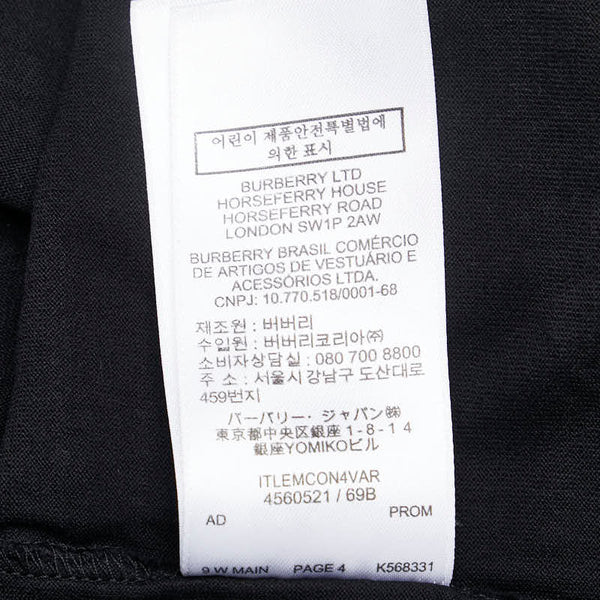 어린이 제품안전특별법에
의한 표시
BURBERRY LTD
HORSEFERRY HOUSE
HORSEFERRY ROAD
LONDON SW1P 2AW
BURBERRY BRASIL COMÉRCIO
DE ARTIGOS DE VESTUÁRIO E
ACESSÓRIOS LTDA.
CNPJ: 10.770.518/0001-68
제조원 : 버버리
수입원 : 버버리코리아㈜
소비자상담실 : 080 700 8800
주 소 : 서울시 강남구 도산대로
459번지
バーバリー・ジャパン㈱
東京都中央区銀座1-8-14
銀座YOMIKOビル
ITLEMCON4VAR
4560521 / 69B
AD PROM
9 W MAIN PAGE 4 K568331